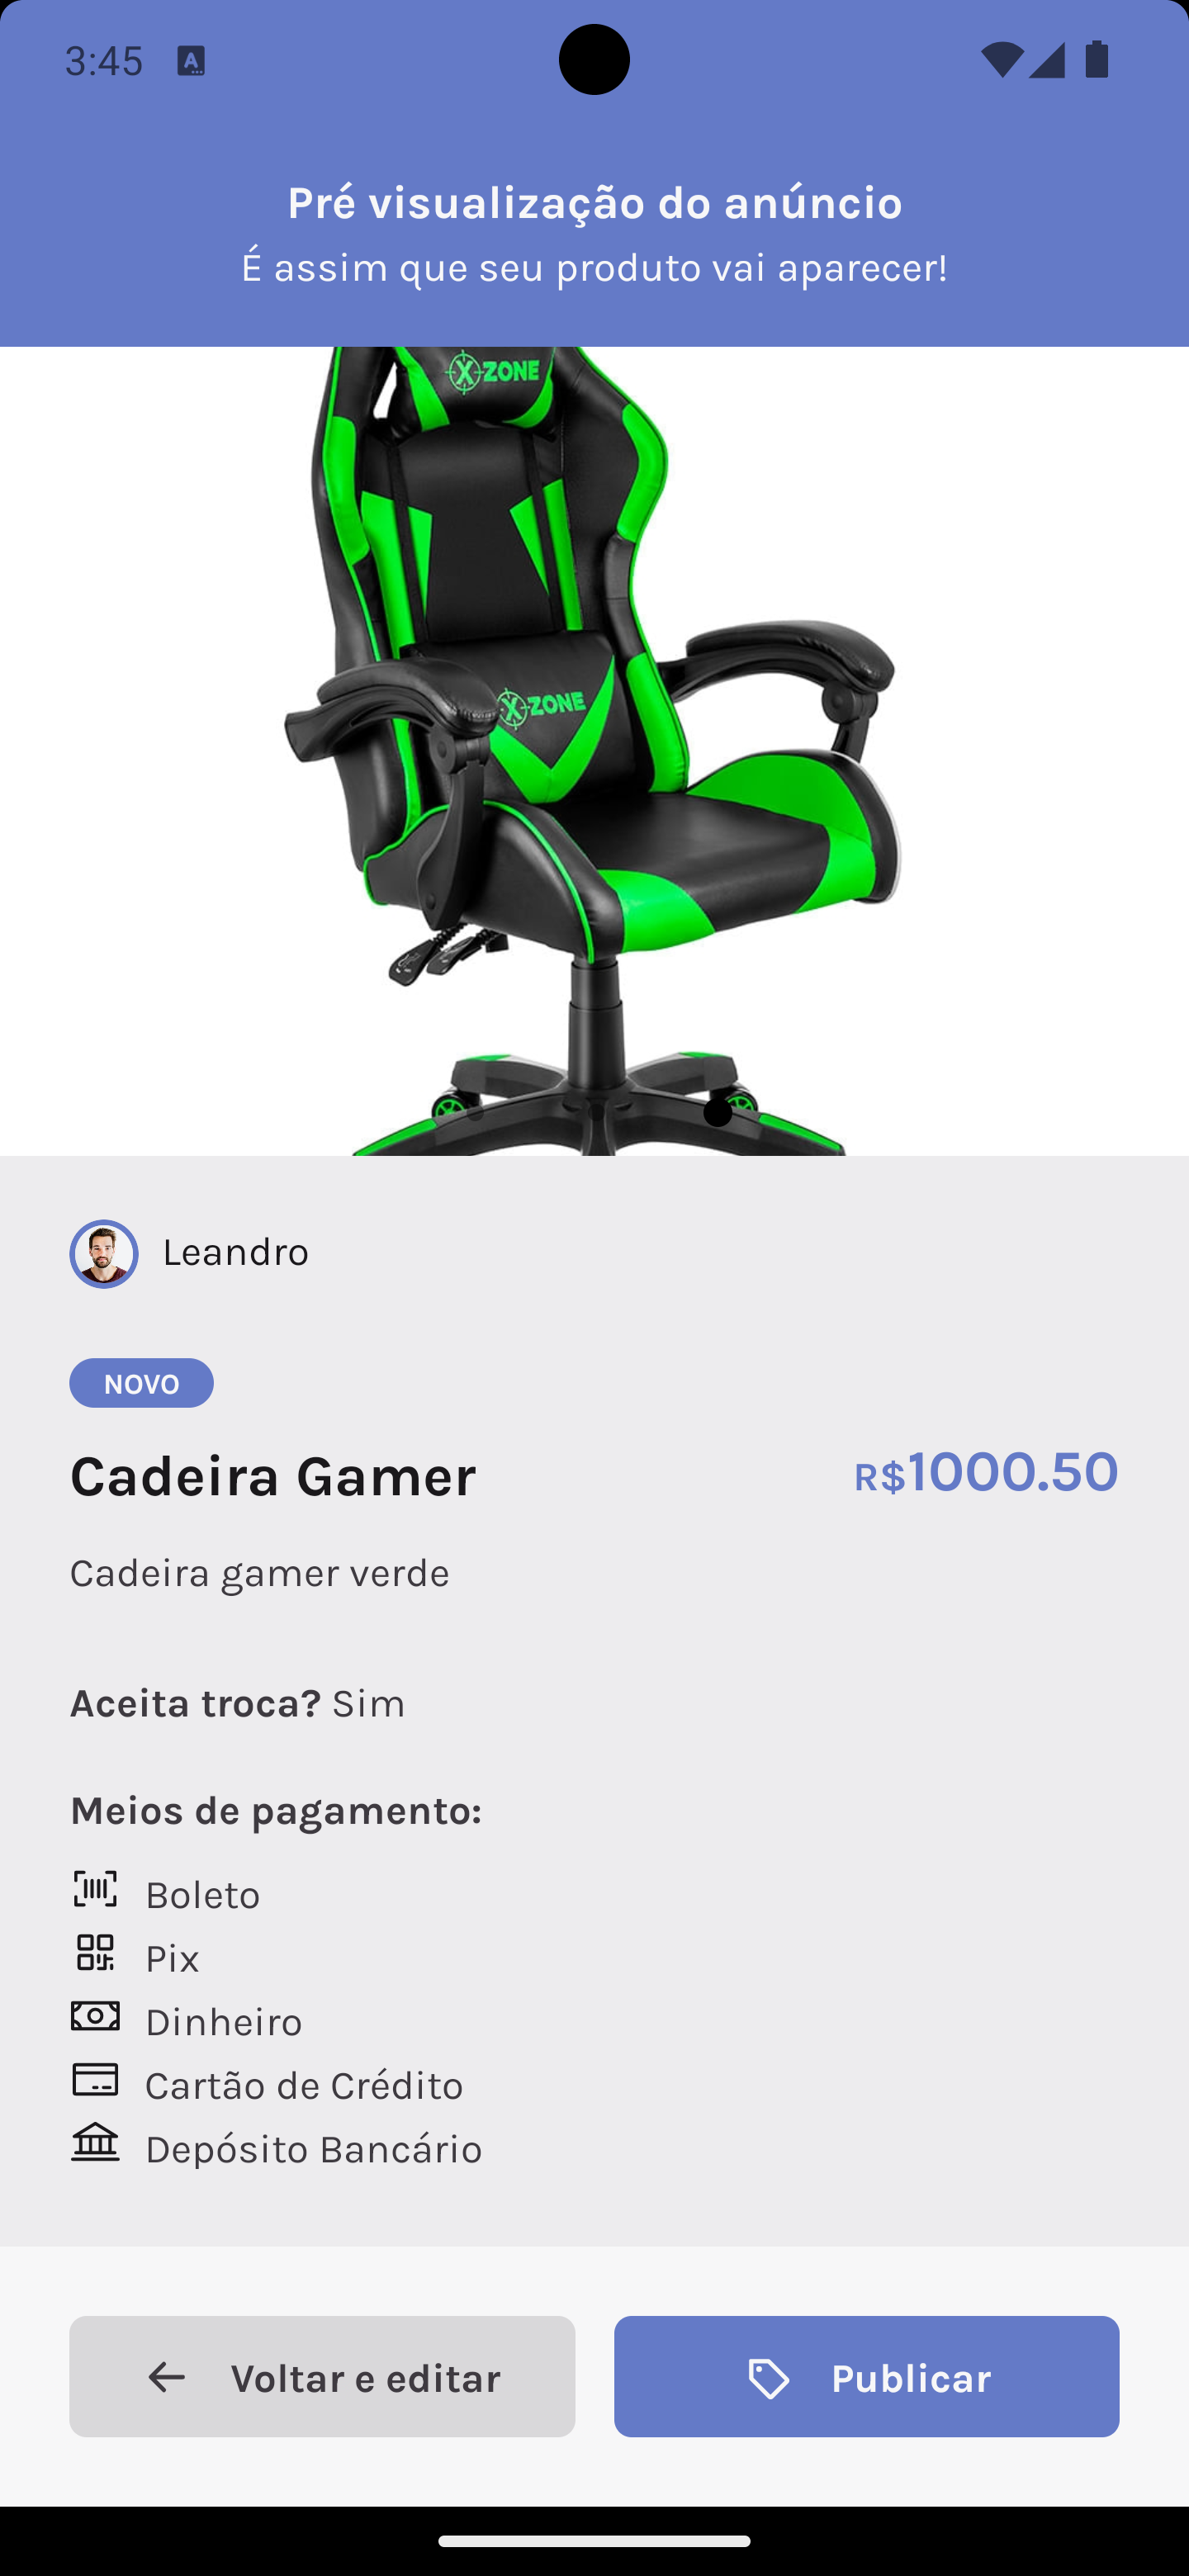 3:45
A
Pré visualização do anúncio
É assim que seu produto vai aparecer!
X-ZONE
X-ZONE
Leandro
NOVO
Cadeira Gamer
R$1000.50
Cadeira gamer verde
Aceita troca? Sim
Meios de pagamento:
Boleto
Pix
Dinheiro
Cartão de Crédito
Depósito Bancário
Voltar e editar
Publicar